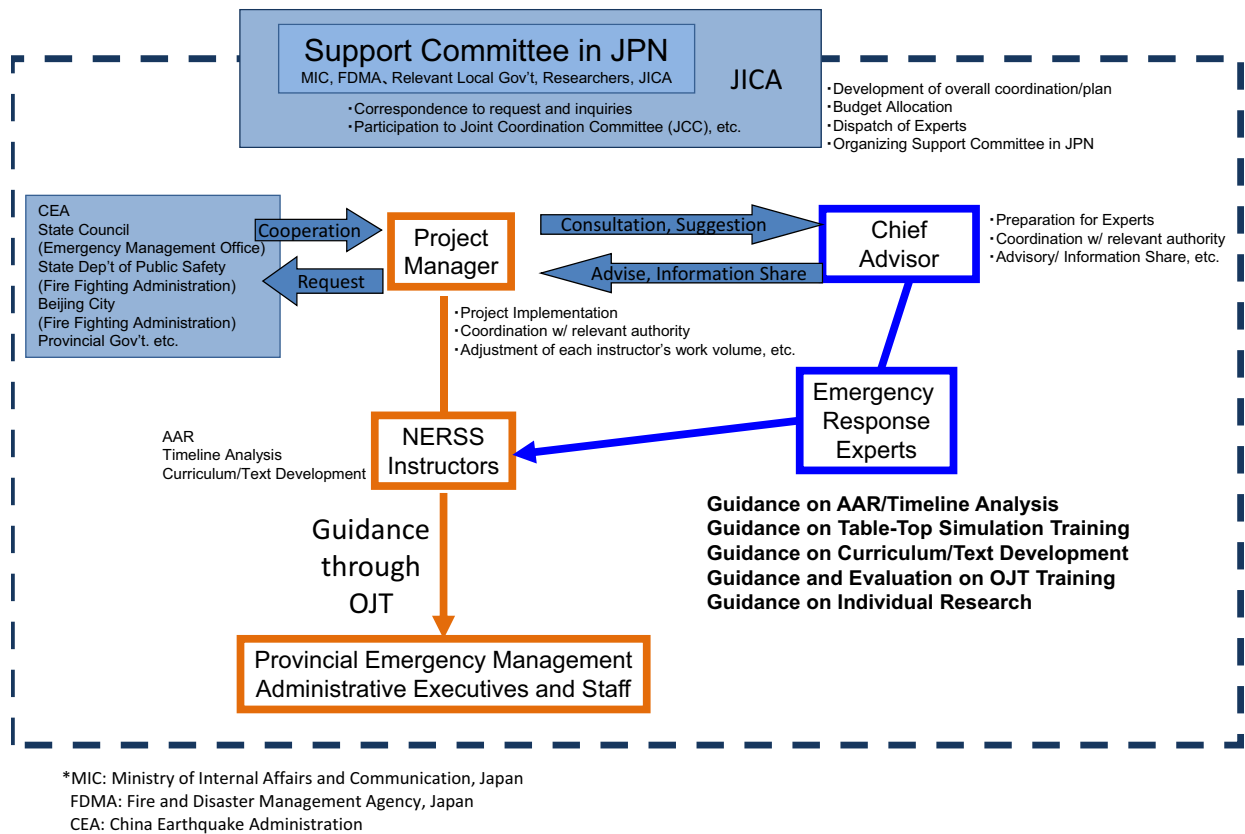 Support Committee in JPN
MIC, FDMA、Relevant Local Gov't, Researchers, JICA
・Correspondence to request and inquiries
・Participation to Joint Coordination Committee (JCC), etc.
JICA
・Development of overall coordination/plan
・Budget Allocation
・Dispatch of Experts
・Organizing Support Committee in JPN
CEA
State Council
(Emergency Management Office)
State Dep't of Public Safety
(Fire Fighting Administration)
Beijing City
(Fire Fighting Administration)
Provincial Gov't. etc.
Cooperation
Request
Project
Manager
Consultation, Suggestion
Advise, Information Share
Chief
Advisor
・Preparation for Experts
・Coordination w/ relevant authority
・Advisory/ Information Share, etc.
・Project Implementation
・Coordination w/ relevant authority
・Adjustment of each instructor's work volume, etc.
Emergency
Response
Experts
AAR
Timeline Analysis
Curriculum/Text Development
NERSS
Instructors
Guidance on AAR/Timeline Analysis
Guidance on Table-Top Simulation Training
Guidance on Curriculum/Text Development
Guidance and Evaluation on OJT Training
Guidance on Individual Research
Guidance
through
OJT
Provincial Emergency Management
Administrative Executives and Staff
*MIC: Ministry of Internal Affairs and Communication, Japan
FDMA: Fire and Disaster Management Agency, Japan
CEA: China Earthquake Administration